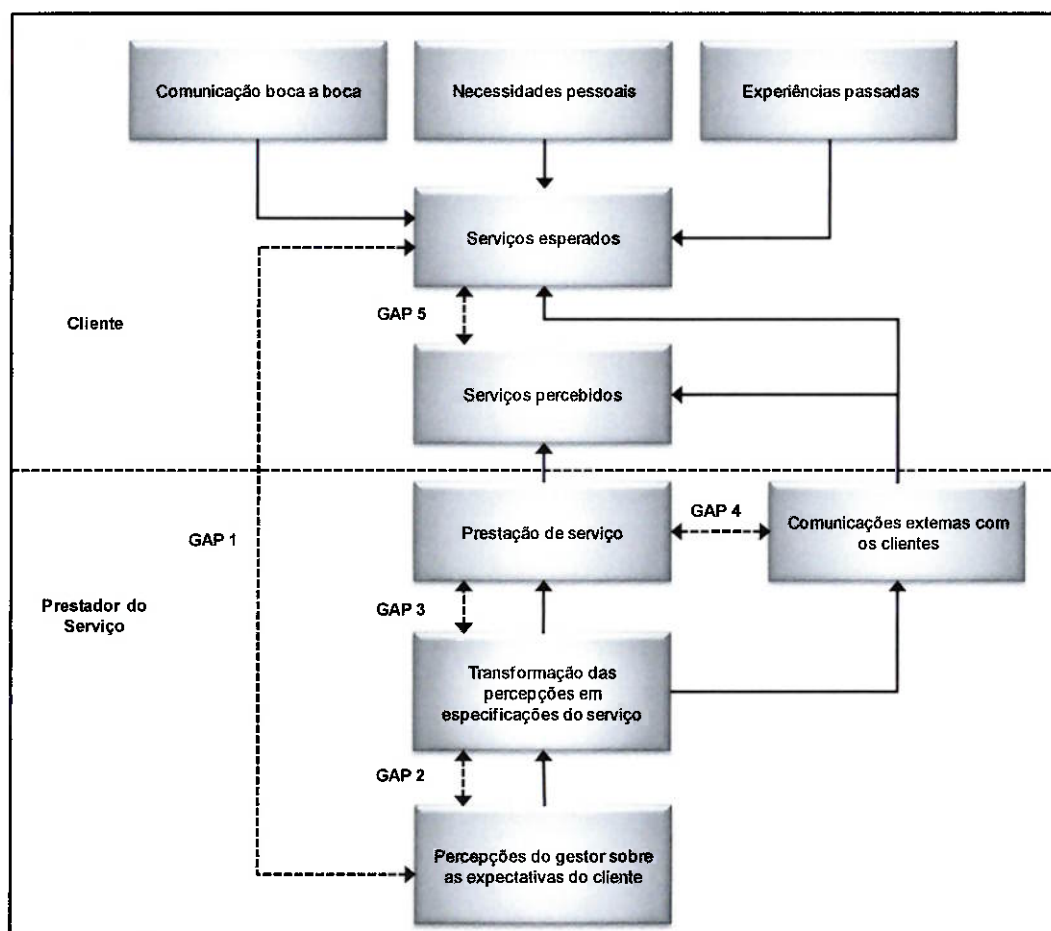 Comunicação boca a boca
Necessidades pessoais
Experiências passadas
Serviços esperados
GAP 5
Cliente
Serviços percebidos
GAP 1
Prestação de serviço
GAP 4
Comunicações externas com
os clientes
Prestador do
Serviço
GAP 3
Transformação das
percepções em
especificações do serviço
GAP 2
Percepções do gestor sobre
as expectativas do cliente